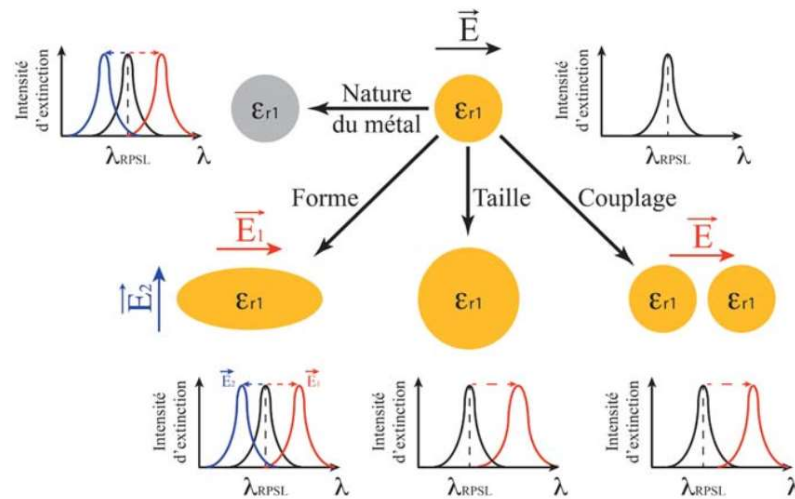 E
Intensité
d'extinction
λRPSL
λ
εr1
Nature
du métal
εr1
Intensité
d'extinction
λRPSL
λ
Forme
Taille
Couplage
E1
E2
εr1
εr1
E
εr1
εr1
Intensité
d'extinction
E2
E1
λRPSL
λ
Intensité
d'extinction
λRPSL
λ
Intensité
d'extinction
λRPSL
λ